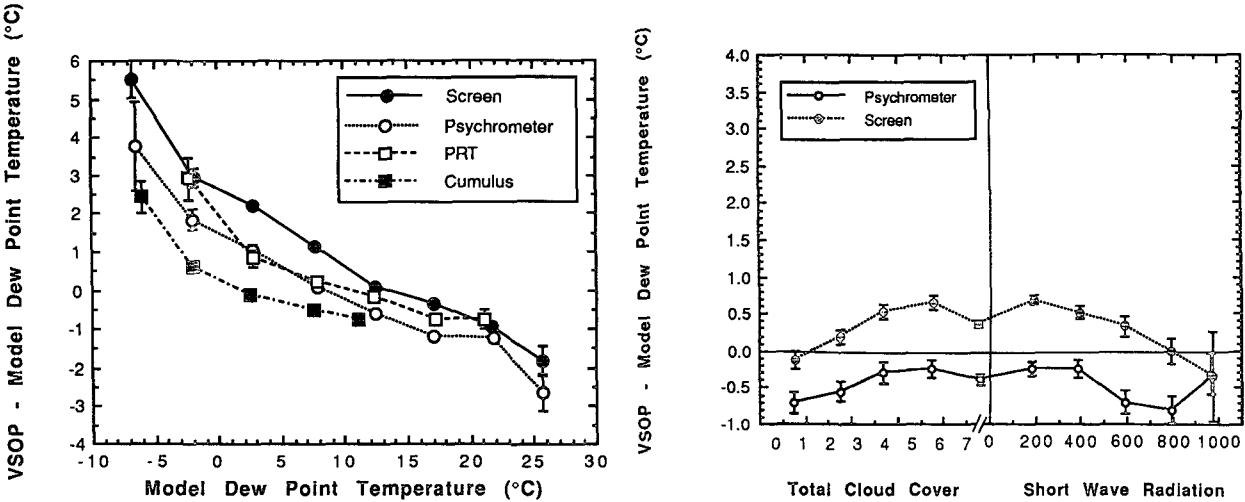 VSOP - Model Dew Point Temperature (°C)
6
5
4
3
2
1
0
-1
-2
-3
-4
Screen
Psychrometer
PRT
Cumulus
-10 -5 0 5 10 15 20 25 30
Model Dew Point Temperature (°C)
VSOP - Model Dew Point Temperature (°C)
4.0
3.5
3.0
2.5
2.0
1.5
1.0
0.5
0.0
-0.5
-1.0
Psychrometer
Screen
0 1 2 3 4 5 6 7 0 200 400 600 800 1000
Total Cloud Cover Short Wave Radiation